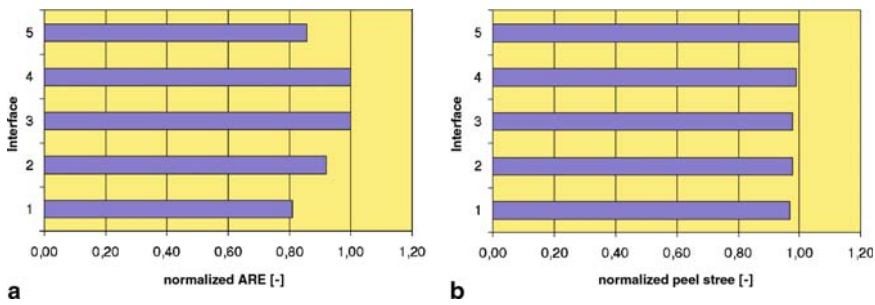 5
4
3
2
1
Interface
0,00 0,20 0,40 0,60 0,80 1,00 1,20
normalized ARE [-]
a
5
4
3
2
1
Interface
0,00 0,20 0,40 0,60 0,80 1,00 1,20
normalized peel stree [-]
b